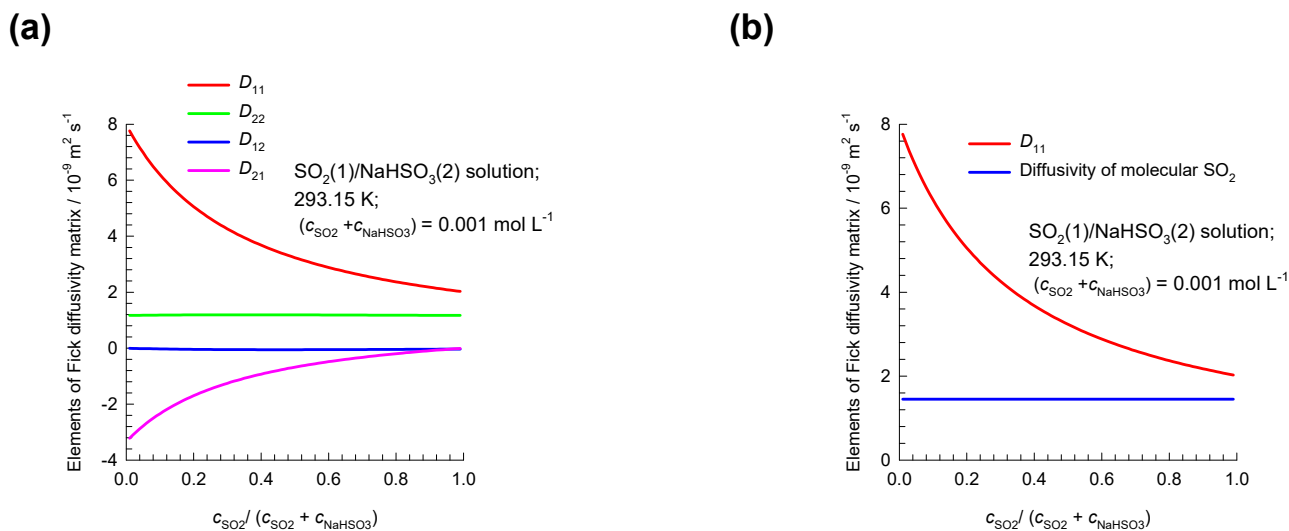 (a)
D11
D22
D12
D21
SO2(1)/NaHSO3(2) solution;
293.15 K;
(cSO2 +cNaHSO3) = 0.001 mol L-1
Elements of Fick diffusivity matrix / 10-9 m2 s-1
8
6
4
2
0
-2
-4
0.0 0.2 0.4 0.6 0.8 1.0
cSO2/ (cSO2 + cNaHSO3)
(b)
D11
Diffusivity of molecular SO2
SO2(1)/NaHSO3(2) solution;
293.15 K;
(cSO2 +cNaHSO3) = 0.001 mol L-1
Elements of Fick diffusivity matrix / 10-9 m2 s-1
8
6
4
2
0
0.0 0.2 0.4 0.6 0.8 1.0
cSO2/ (cSO2 + cNaHSO3)